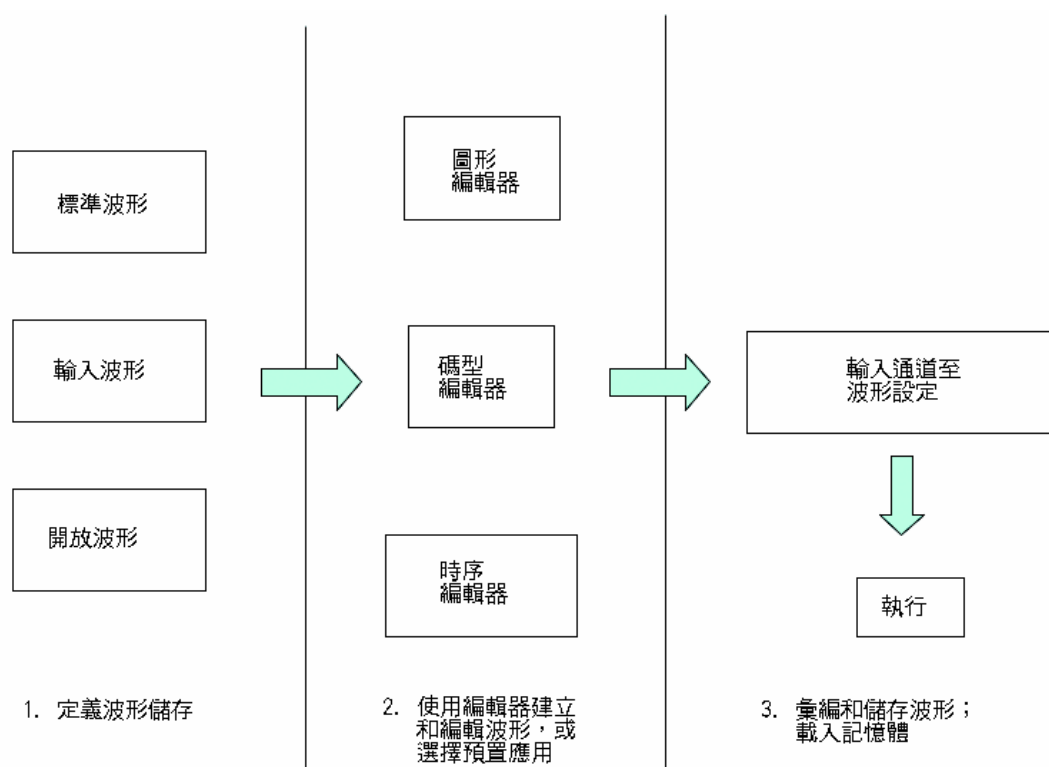 標準波形
輸入波形
開放波形
1. 定義波形儲存
圖形
編輯器
碼型
編輯器
時序
編輯器
2. 使用編輯器建立
和編輯波形，或
選擇預置應用
輸入通道至
波形設定
執行
3. 彙編和儲存波形；
載入記憶體